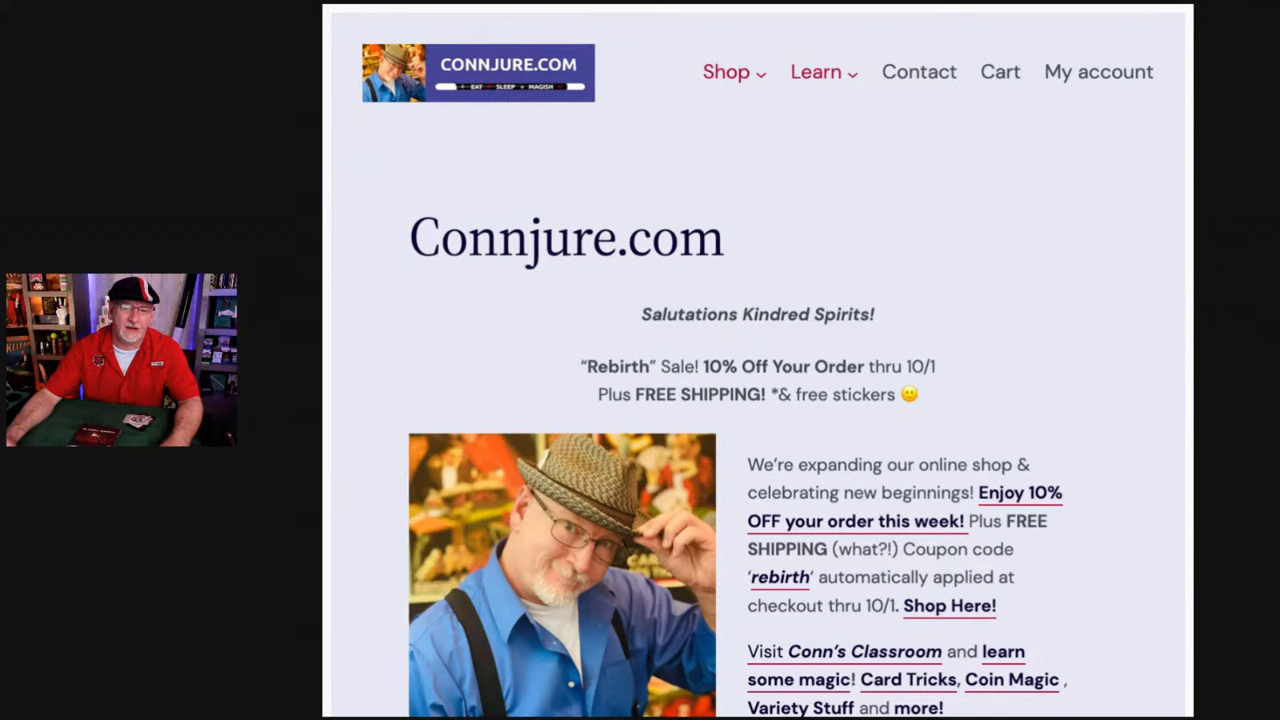 CONNJURE.COM
EAT SLEEP MAGISH
Shop Learn Contact Cart My account
Connjure.com
Salutations Kindred Spirits!
“Rebirth” Sale! 10% Off Your Order thru 10/1
Plus FREE SHIPPING! *& free stickers 🙂
We’re expanding our online shop &
celebrating new beginnings! Enjoy 10%
OFF your order this week! Plus FREE
SHIPPING (what?!) Coupon code
‘rebirth‘ automatically applied at
checkout thru 10/1. Shop Here!
Visit Conn’s Classroom and learn
some magic! Card Tricks, Coin Magic ,
Variety Stuff and more!